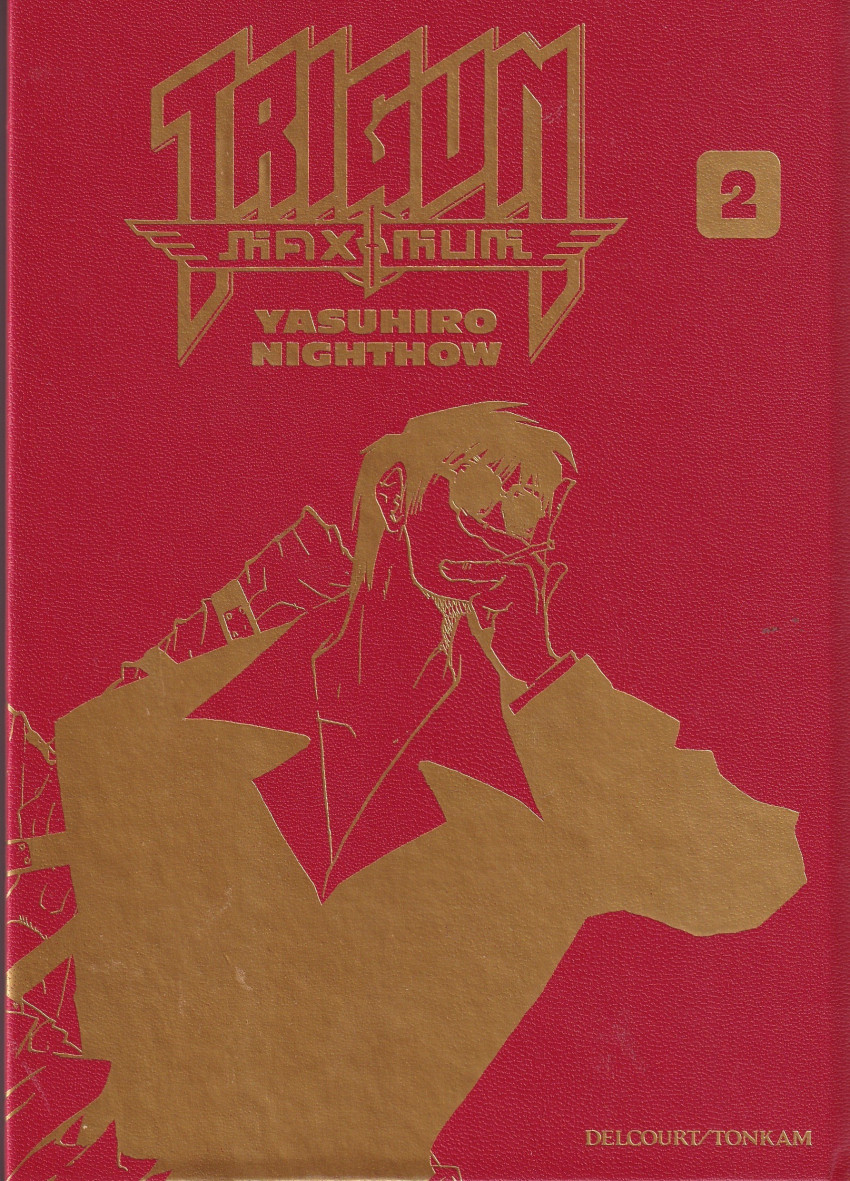 TRIGUN
MAXIMUM
2
YASUHIRO
NIGHTHOW
DELCOURT/TONKAM